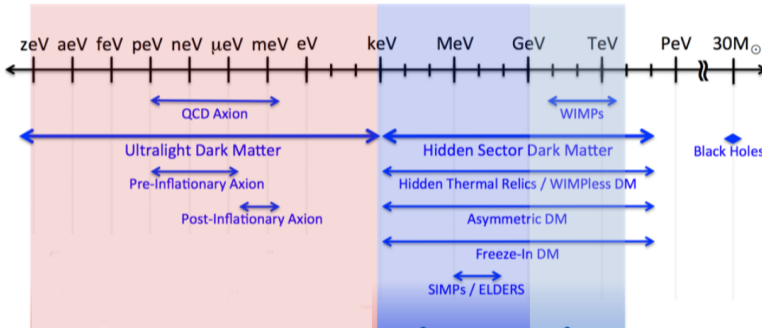 zeV aeV feV peV neV μeV meV eV keV MeV GeV TeV PeV 30M☉
QCD Axion WIMPs
Ultralight Dark Matter Hidden Sector Dark Matter Black Holes
Pre-Inflationary Axion Hidden Thermal Relics / WIMPless DM
Post-Inflationary Axion Asymmetric DM
Freeze-In DM
SIMPs / ELDERS